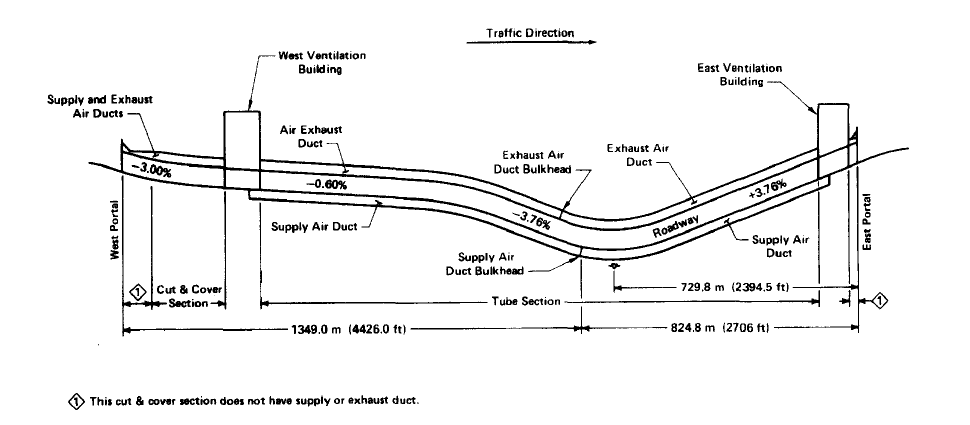 Traffic Direction
West Ventilation
Building
East Ventilation
Building
Supply and Exhaust
Air Ducts
Air Exhaust
Duct
Exhaust Air
Duct Bulkhead
Exhaust Air
Duct
−3.00%
−0.60%
−3.76%
+3.76%
Roadway
Supply Air Duct
Supply Air
Duct Bulkhead
Supply Air
Duct
West Portal
East Portal
1
Cut & Cover
Section
Tube Section
729.8 m (2394.5 ft)
1
1349.0 m (4426.0 ft)
824.8 m (2706 ft)
1 This cut & cover section does not have supply or exhaust duct.